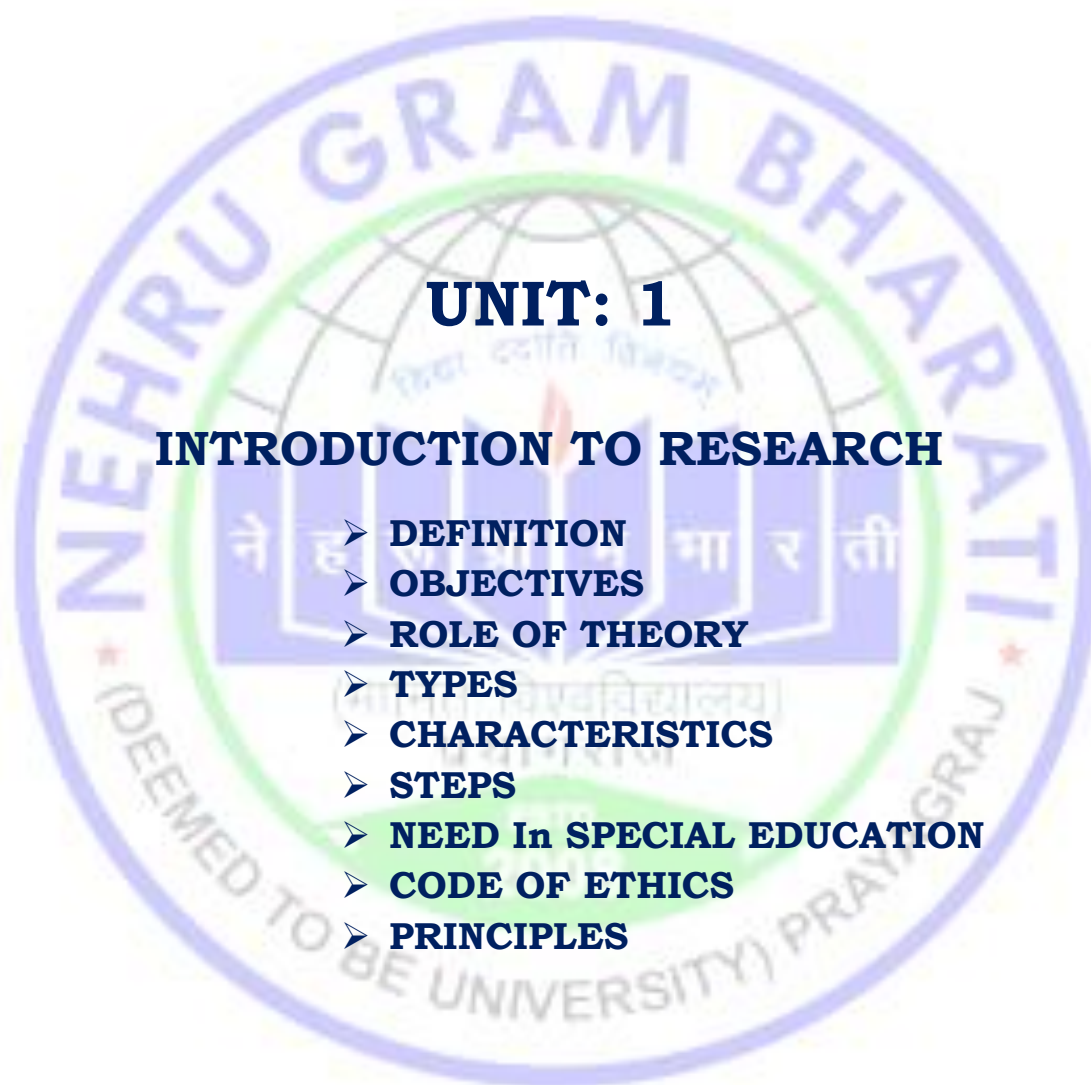 NEHRU GRAM BHARATI
UNIT: 1
INTRODUCTION TO RESEARCH
➢ DEFINITION
➢ OBJECTIVES
➢ ROLE OF THEORY
➢ TYPES
➢ CHARACTERISTICS
➢ STEPS
➢ NEED In SPECIAL EDUCATION
➢ CODE OF ETHICS
➢ PRINCIPLES
ने ह भा र ती
(DEEMED TO BE UNIVERSITY) PRAYAGRAJ